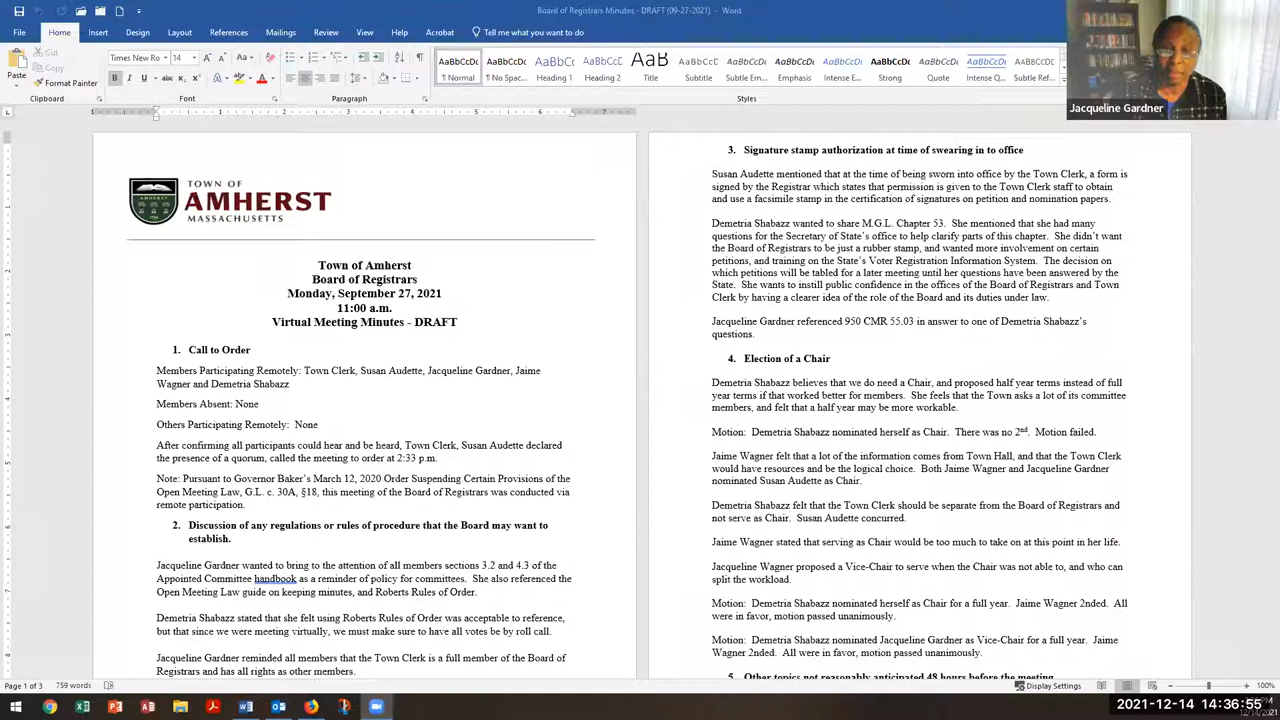 Board of Registrars Minutes - DRAFT (09-27-2021) - Word
File Home Insert Draw Design Layout References Mailings Review View Help Acrobat Tell me what you want to do
Cut
Copy
Format Painter
Paste
Clipboard
Times New Ro 14
Font
Paragraph
AaBbCcDc AaBbCcDc AaBbCc AaBbCcC AaB AaBbCcD AaBbCcDc AaBbCcDc AaBbCcDc AaBbCcDc AaBbCcDc AaBbCcDc AaBbCcDc
¶ Normal ¶ No Spac... Heading 1 Heading 2 Title Subtitle Subtle Em... Emphasis Intense E... Strong Quote Intense Q... Subtle Ref...
Styles
Jacqueline Gardner
TOWN OF
AMHERST
MASSACHUSETTS
Town of Amherst
Board of Registrars
Monday, September 27, 2021
11:00 a.m.
Virtual Meeting Minutes - DRAFT
1. Call to Order
Members Participating Remotely: Town Clerk, Susan Audette, Jacqueline Gardner, Jaime
Wagner and Demetria Shabazz
Members Absent: None
Others Participating Remotely: None
After confirming all participants could hear and be heard, Town Clerk, Susan Audette declared
the presence of a quorum, called the meeting to order at 2:33 p.m.
Note: Pursuant to Governor Baker's March 12, 2020 Order Suspending Certain Provisions of the
Open Meeting Law, G.L. c. 30A, §18, this meeting of the Board of Registrars was conducted via
remote participation.
2. Discussion of any regulations or rules of procedure that the Board may want to
establish.
Jacqueline Gardner wanted to bring to the attention of all members sections 3.2 and 4.3 of the
Appointed Committee handbook as a reminder of policy for committees. She also referenced the
Open Meeting Law guide on keeping minutes, and Roberts Rules of Order.
Demetria Shabazz stated that she felt using Roberts Rules of Order was acceptable to reference,
but that since we were meeting virtually, we must make sure to have all votes be by roll call.
Jacqueline Gardner reminded all members that the Town Clerk is a full member of the Board of
Registrars and has all rights as other members.
3. Signature stamp authorization at time of swearing in to office
Susan Audette mentioned that at the time of being sworn into office by the Town Clerk, a form is
signed by the Registrar which states that permission is given to the Town Clerk staff to obtain
and use a facsimile stamp in the certification of signatures on petition and nomination papers.
Demetria Shabazz wanted to share M.G.L. Chapter 53. She mentioned that she had many
questions for the Secretary of State's office to help clarify parts of this chapter. She didn't want
the Board of Registrars to be just a rubber stamp, and wanted more involvement on certain
petitions, and training on the State's Voter Registration Information System. The decision on
which petitions will be tabled for a later meeting until her questions have been answered by the
State. She wants to instill public confidence in the offices of the Board of Registrars and Town
Clerk by having a clearer idea of the role of the Board and its duties under law.
Jacqueline Gardner referenced 950 CMR 55.03 in answer to one of Demetria Shabazz's
questions.
4. Election of a Chair
Demetria Shabazz believes that we do need a Chair, and proposed half year terms instead of full
year terms if that worked better for members. She feels that the Town asks a lot of its committee
members, and felt that a half year may be more workable.
Motion: Demetria Shabazz nominated herself as Chair. There was no 2nd. Motion failed.
Jaime Wagner felt that a lot of the information comes from Town Hall, and that the Town Clerk
would have resources and be the logical choice. Both Jaime Wagner and Jacqueline Gardner
nominated Susan Audette as Chair.
Demetria Shabazz felt that the Town Clerk should be separate from the Board of Registrars and
not serve as Chair. Susan Audette concurred.
Jaime Wagner stated that serving as Chair would be too much to take on at this point in her life.
Jacqueline Wagner proposed a Vice-Chair to serve when the Chair was not able to, and who can
split the workload.
Motion: Demetria Shabazz nominated herself as Chair for a full year. Jaime Wagner 2nded. All
were in favor, motion passed unanimously.
Motion: Demetria Shabazz nominated Jacqueline Gardner as Vice-Chair for a full year. Jaime
Wagner 2nded. All were in favor, motion passed unanimously.
5. Other topics not reasonably anticipated 48 hours before the meeting
Page 1 of 3 759 words
Display Settings
100%
2021-12-14 14:36:55
12/14/2021